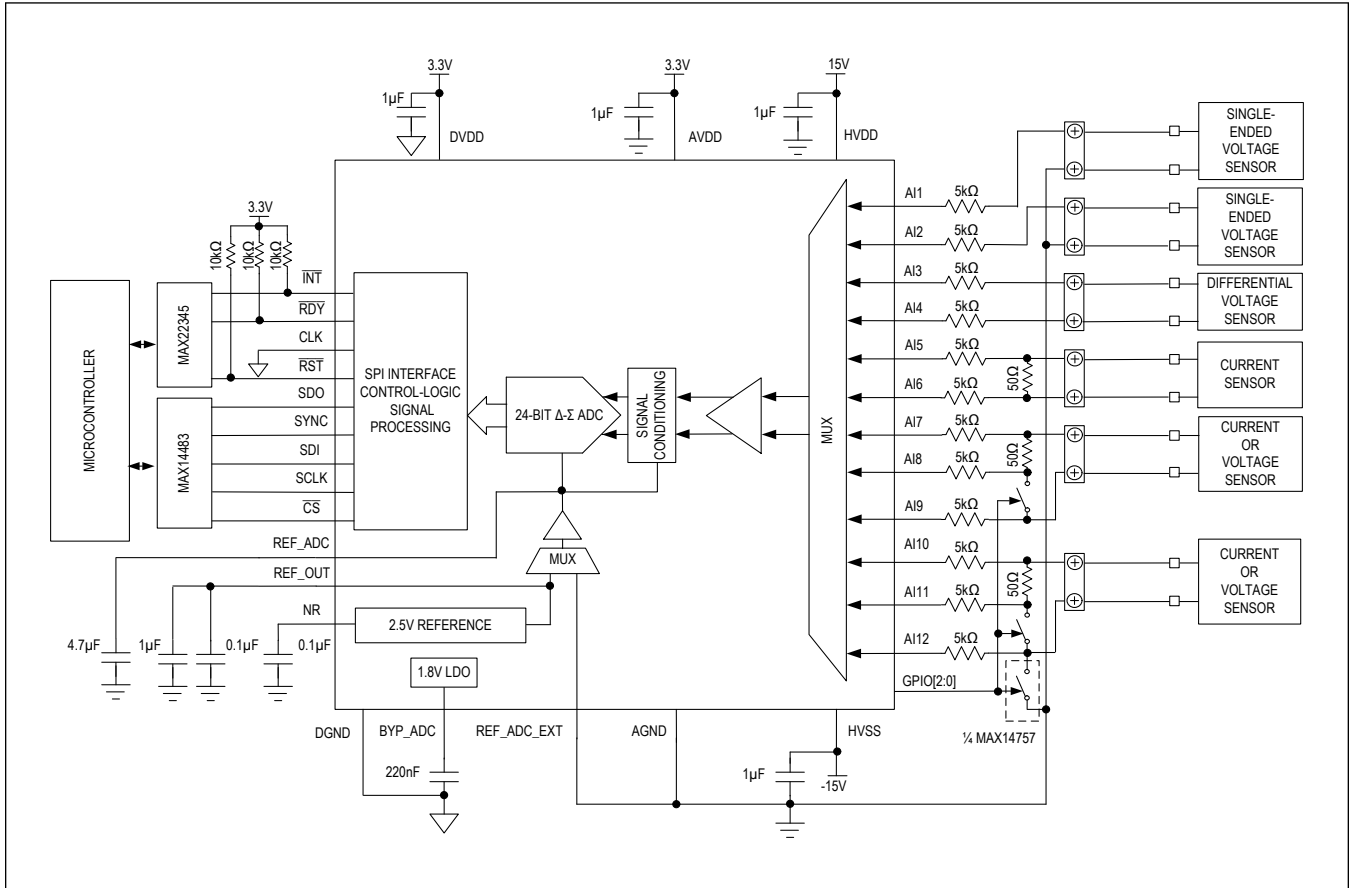 3.3V
3.3V
15V
1µF
1µF
1µF
DVDD
AVDD
HVDD
SINGLE-
ENDED
VOLTAGE
SENSOR
AI1
5kΩ
3.3V
10kΩ
10kΩ
10kΩ
SINGLE-
ENDED
VOLTAGE
SENSOR
AI2
5kΩ
INT
AI3
5kΩ
DIFFERENTIAL
VOLTAGE
SENSOR
RDY
AI4
5kΩ
MICROCONTROLLER
MAX22345
CLK
RST
AI5
5kΩ
50Ω
CURRENT
SENSOR
SPI INTERFACE
CONTROL-LOGIC
SIGNAL
PROCESSING
24-BIT Δ-Σ ADC
SIGNAL
CONDITIONING
MUX
AI6
5kΩ
MAX14483
SDO
SYNC
SDI
SCLK
CS
AI7
5kΩ
50Ω
CURRENT
OR
VOLTAGE
SENSOR
AI8
5kΩ
AI9
5kΩ
REF_ADC
MUX
AI10
5kΩ
50Ω
CURRENT
OR
VOLTAGE
SENSOR
REF_OUT
AI11
5kΩ
NR
2.5V REFERENCE
4.7µF
1µF
0.1µF
0.1µF
AI12
5kΩ
1.8V LDO
GPIO[2:0]
DGND
BYP_ADC
REF_ADC_EXT
AGND
HVSS
¼ MAX14757
220nF
1µF
-15V